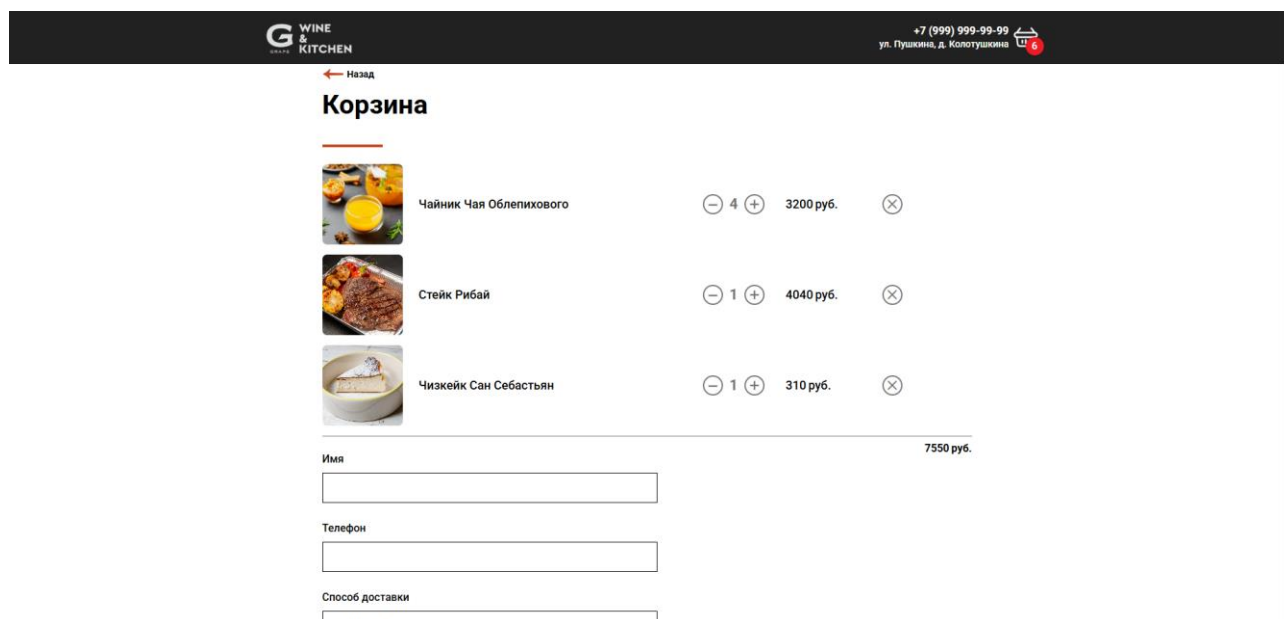 G WINE
&
GRAPE KITCHEN
+7 (999) 999-99-99
ул. Пушкина, д. Колотушкина
6
Назад
Корзина
Чайник Чая Облепихового 4 3200 руб.
Стейк Рибай 1 4040 руб.
Чизкейк Сан Себастьян 1 310 руб.
7550 руб.
Имя
Телефон
Способ доставки